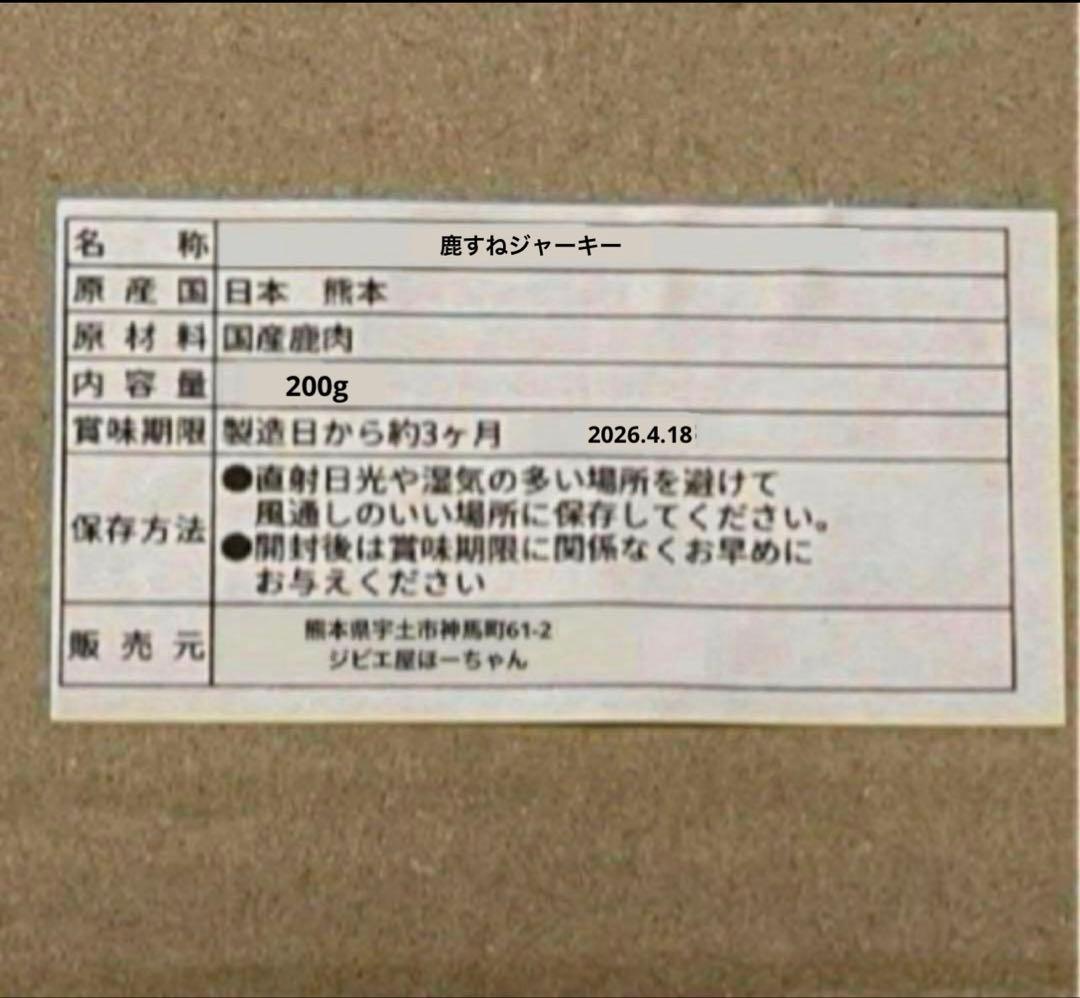 名称 鹿すねジャーキー
原産国 日本 熊本
原材料 国産鹿肉
内容量 200g
賞味期限 製造日から約3ヶ月 2026.4.18
保存方法 ●直射日光や湿気の多い場所を避けて
風通しのいい場所に保存してください。
●開封後は賞味期限に関係なくお早めに
お与えください
販売元 熊本県宇土市神馬町61-2
ジビエ屋ほーちゃん